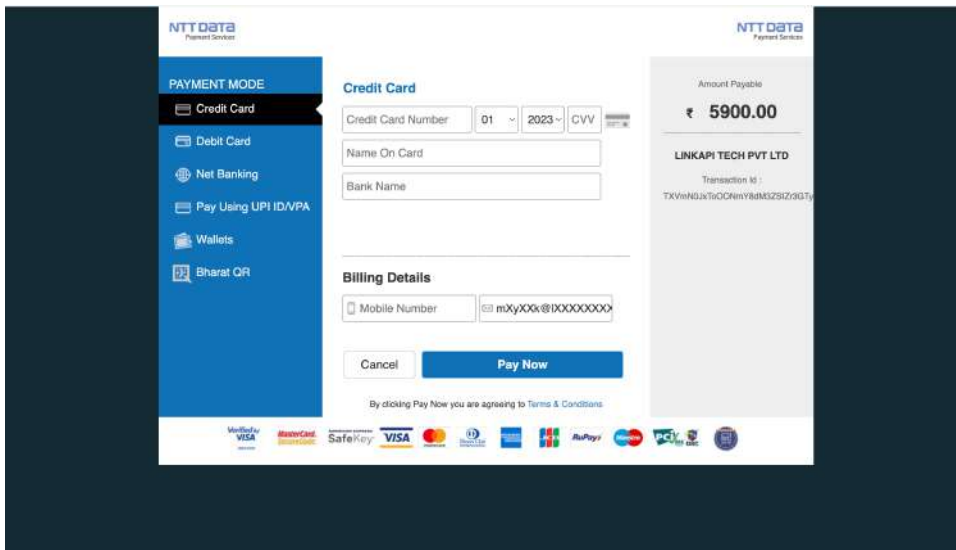 NTT DATA
Payment Services
NTT DATA
Payment Services
PAYMENT MODE
Credit Card
Debit Card
Net Banking
Pay Using UPI ID/VPA
Wallets
Bharat QR
Credit Card
Credit Card Number
01
2023
CVV
Name On Card
Bank Name
Billing Details
Mobile Number
mXyXXk@IXXXXXXXX
Cancel
Pay Now
By clicking Pay Now you are agreeing to Terms & Conditions
Amount Payable
₹ 5900.00
LINKAPI TECH PVT LTD
Transaction Id :
Verified by
VISA
MasterCard.
SecureCode.
SafeKey
VISA
RuPay
PCI